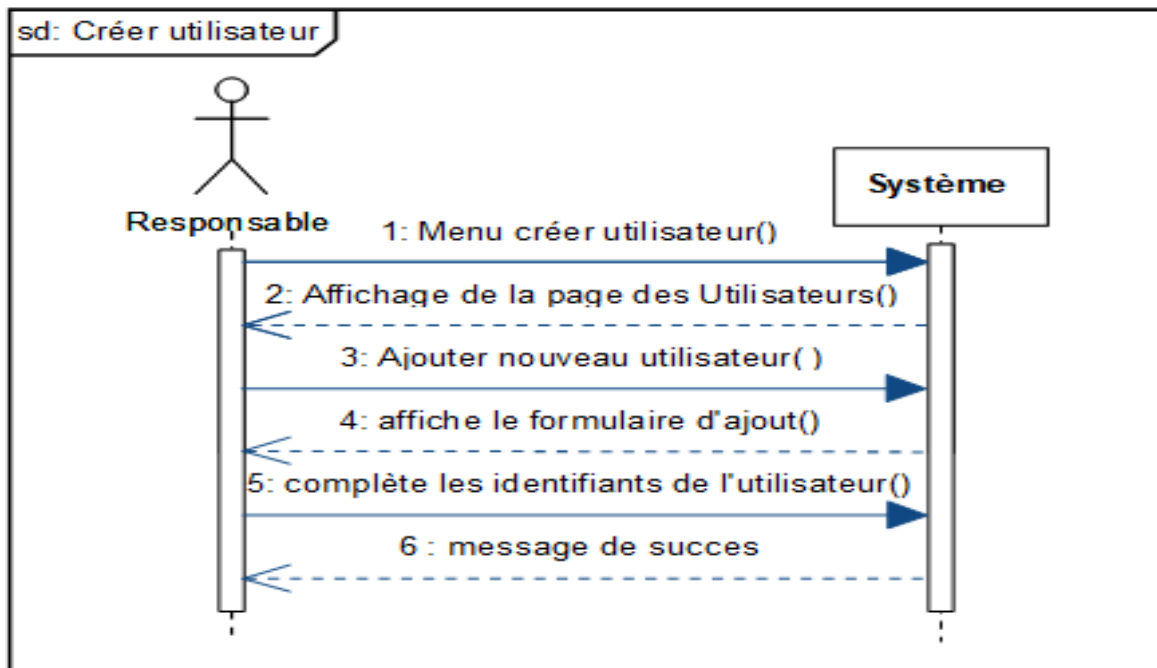 sd: Créer utilisateur
Responsable
Système
1: Menu créer utilisateur()
2: Affichage de la page des Utilisateurs()
3: Ajouter nouveau utilisateur( )
4: affiche le formulaire d'ajout()
5: complète les identifiants de l'utilisateur()
6 : message de succes